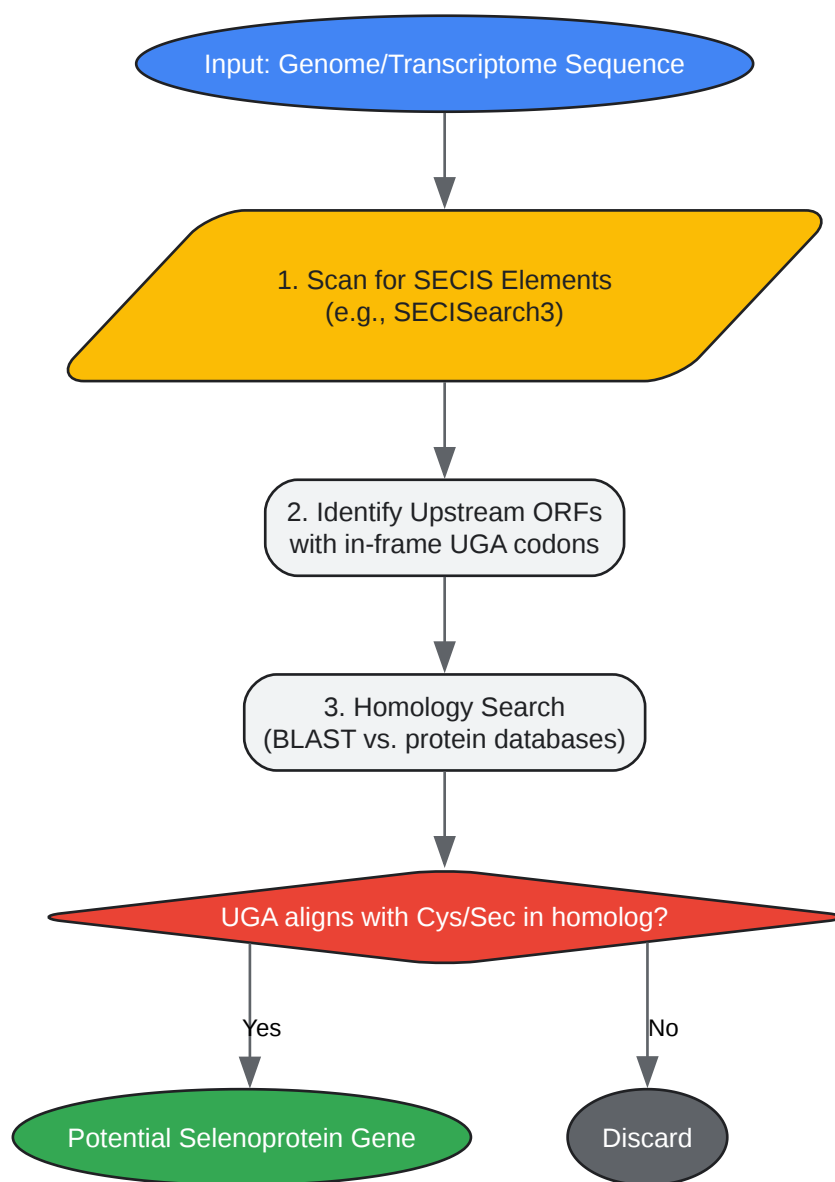 Input: Genome/Transcriptome Sequence
1. Scan for SECIS Elements
(e.g., SECISearch3)
2. Identify Upstream ORFs
with in-frame UGA codons
3. Homology Search
(BLAST vs. protein databases)
UGA aligns with Cys/Sec in homolog?
Yes
No
Potential Selenoprotein Gene
Discard